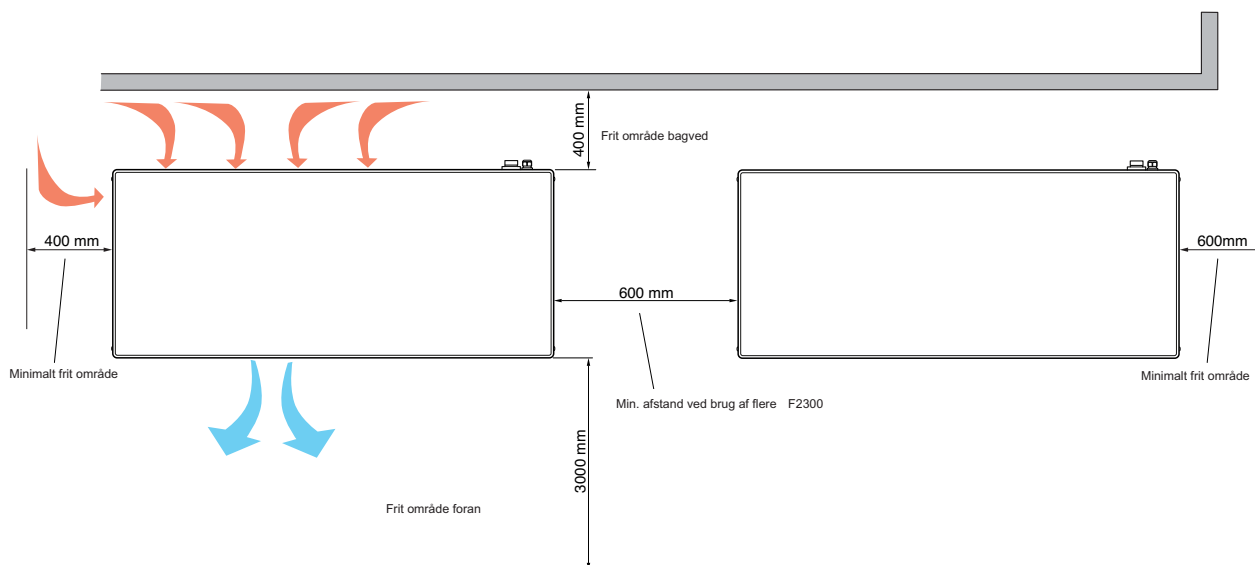 400 mm
Frit område bagved
400 mm
600mm
600 mm
Minimalt frit område
Minimalt frit område
Min. afstand ved brug af flere F2300
3000 mm
Frit område foran